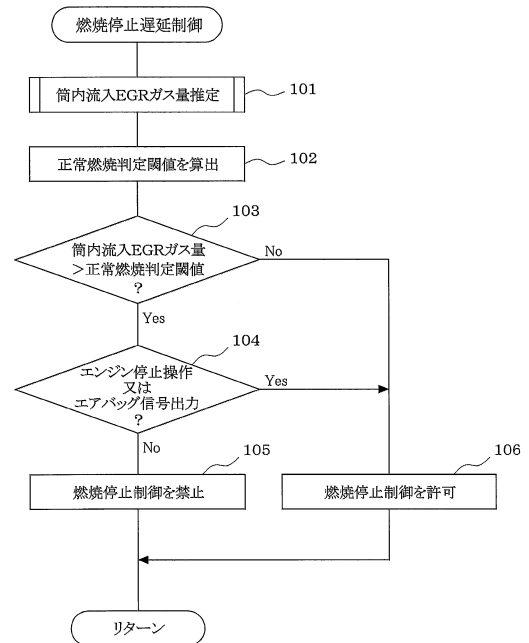 燃焼停止遅延制御
筒内流入EGRガス量推定
101
正常燃焼判定閾値を算出
102
103
筒内流入EGRガス量
＞正常燃焼判定閾値
？
No
Yes
104
エンジン停止操作
又は
エアバッグ信号出力
？
Yes
No
105
燃焼停止制御を禁止
106
燃焼停止制御を許可
リターン